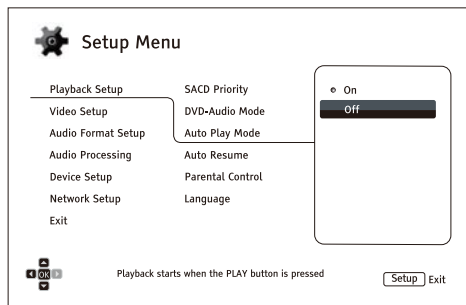 Setup Menu
Playback Setup
Video Setup
Audio Format Setup
Audio Processing
Device Setup
Network Setup
Exit
SACD Priority
DVD-Audio Mode
Auto Play Mode
Auto Resume
Parental Control
Language
On
Off
OK
Playback starts when the PLAY button is pressed
Setup Exit